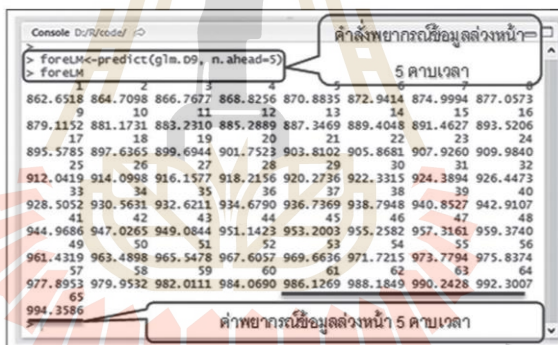 Console D:/R/code/
คำสั่งพยากรณ์ข้อมูลล่วงหน้า
5 คาบเวลา
>
> foreLM<-predict(glm.D9, n.ahead=5)
> foreLM
1 2 3 4 5 6 7 8
862.6518 864.7098 866.7677 868.8256 870.8835 872.9414 874.9994 877.0573
9 10 11 12 13 14 15 16
879.1152 881.1731 883.2310 885.2889 887.3469 889.4048 891.4627 893.5206
17 18 19 20 21 22 23 24
895.5785 897.6365 899.6944 901.7523 903.8102 905.8681 907.9260 909.9840
25 26 27 28 29 30 31 32
912.0419 914.0998 916.1577 918.2156 920.2736 922.3315 924.3894 926.4473
33 34 35 36 37 38 39 40
928.5052 930.5631 932.6211 934.6790 936.7369 938.7948 940.8527 942.9107
41 42 43 44 45 46 47 48
944.9686 947.0265 949.0844 951.1423 953.2003 955.2582 957.3161 959.3740
49 50 51 52 53 54 55 56
961.4319 963.4898 965.5478 967.6057 969.6636 971.7215 973.7794 975.8374
57 58 59 60 61 62 63 64
977.8953 979.9532 982.0111 984.0690 986.1269 988.1849 990.2428 992.3007
65
994.3586
>
ค่าพยากรณ์ข้อมูลล่วงหน้า 5 คาบเวลา